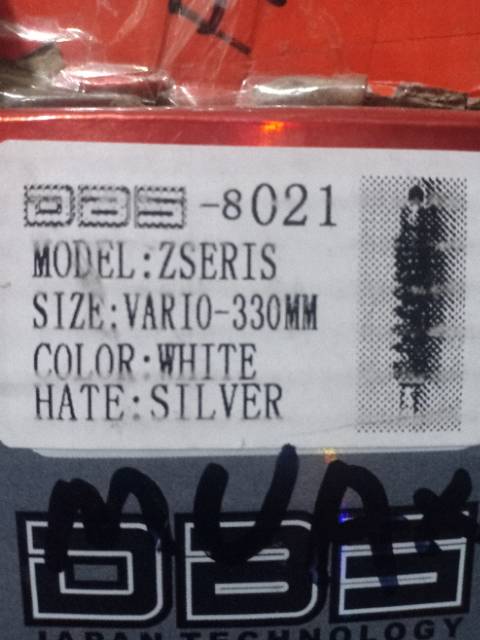 DBS-8021
MODEL:ZSERIS
SIZE:VARIO-330MM
COLOR:WHITE
HATE:SILVER
DBS
JAPAN TECHNOLOGY